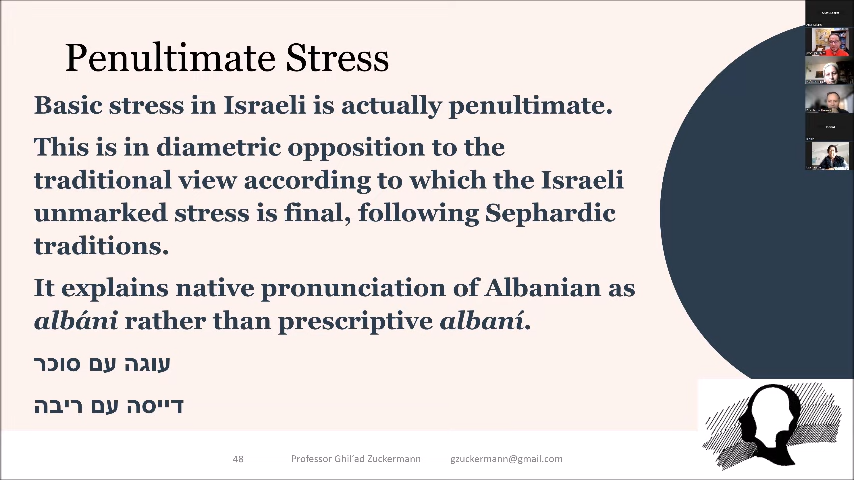 Penultimate Stress
Basic stress in Israeli is actually penultimate.
This is in diametric opposition to the
traditional view according to which the Israeli
unmarked stress is final, following Sephardic
traditions.
It explains native pronunciation of Albanian as
albáni rather than prescriptive albaní.
עוגה עם סוכר
דייסה עם ריבה
48 Professor Ghil'ad Zuckermann gzuckermann@gmail.com